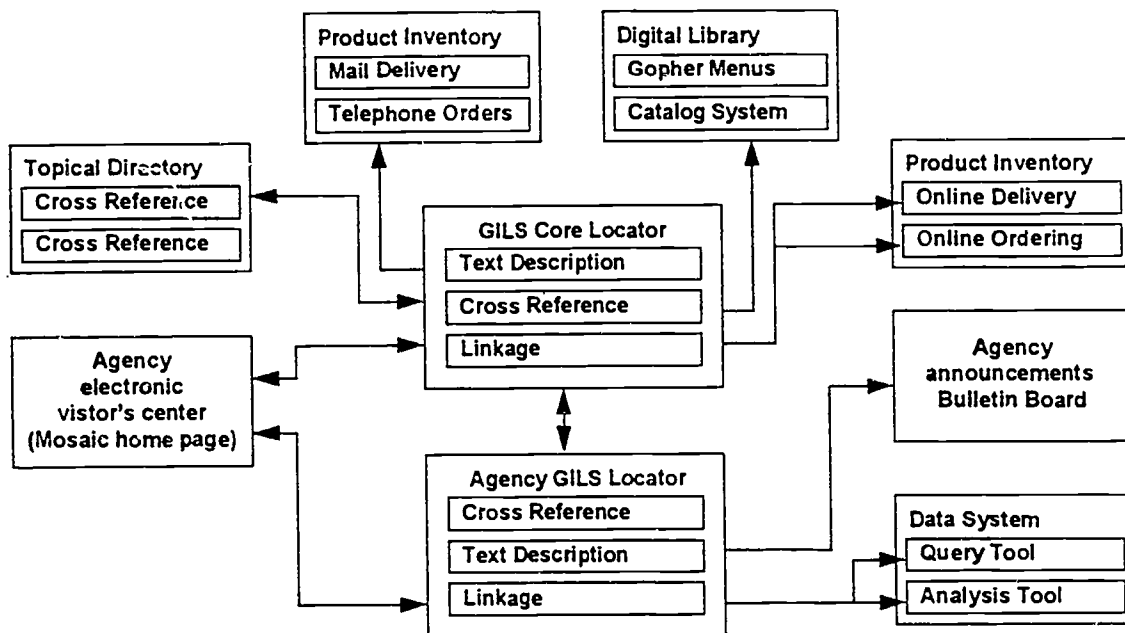 Product Inventory
Mail Delivery
Telephone Orders
Digital Library
Gopher Menus
Catalog System
Topical Directory
Cross Reference
Cross Reference
GILS Core Locator
Text Description
Cross Reference
Linkage
Product Inventory
Online Delivery
Online Ordering
Agency
electronic
vistor's center
(Mosaic home page)
Agency
announcements
Bulletin Board
Agency GILS Locator
Cross Reference
Text Description
Linkage
Data System
Query Tool
Analysis Tool